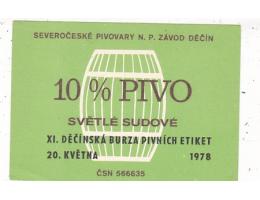 SEVEROČESKÉ PIVOVARY N. P. ZÁVOD DĚČÍN
10% PIVO
SVĚTLÉ SUDOVÉ
XI. DĚČÍNSKÁ BURZA PIVNÍCH ETIKET
20. KVĚTNA 1978
ČSN 566635